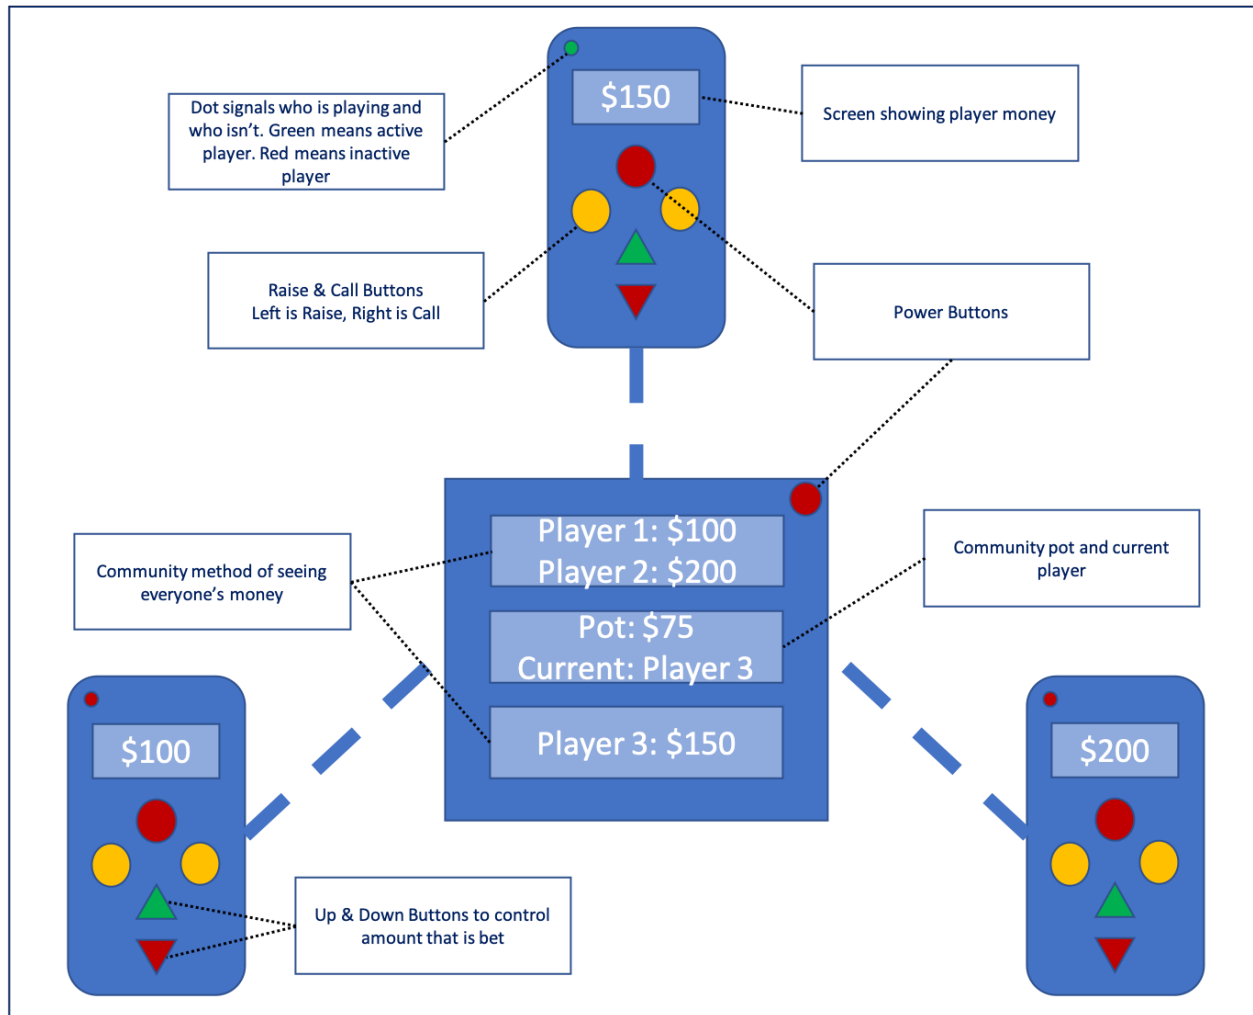 $150
Screen showing player money
Dot signals who is playing and
who isn't. Green means active
player. Red means inactive
player
Raise & Call Buttons
Left is Raise, Right is Call
Power Buttons
Player 1: $100
Player 2: $200
Pot: $75
Current: Player 3
Player 3: $150
Community method of seeing
everyone's money
Community pot and current
player
$100
$200
Up & Down Buttons to control
amount that is bet